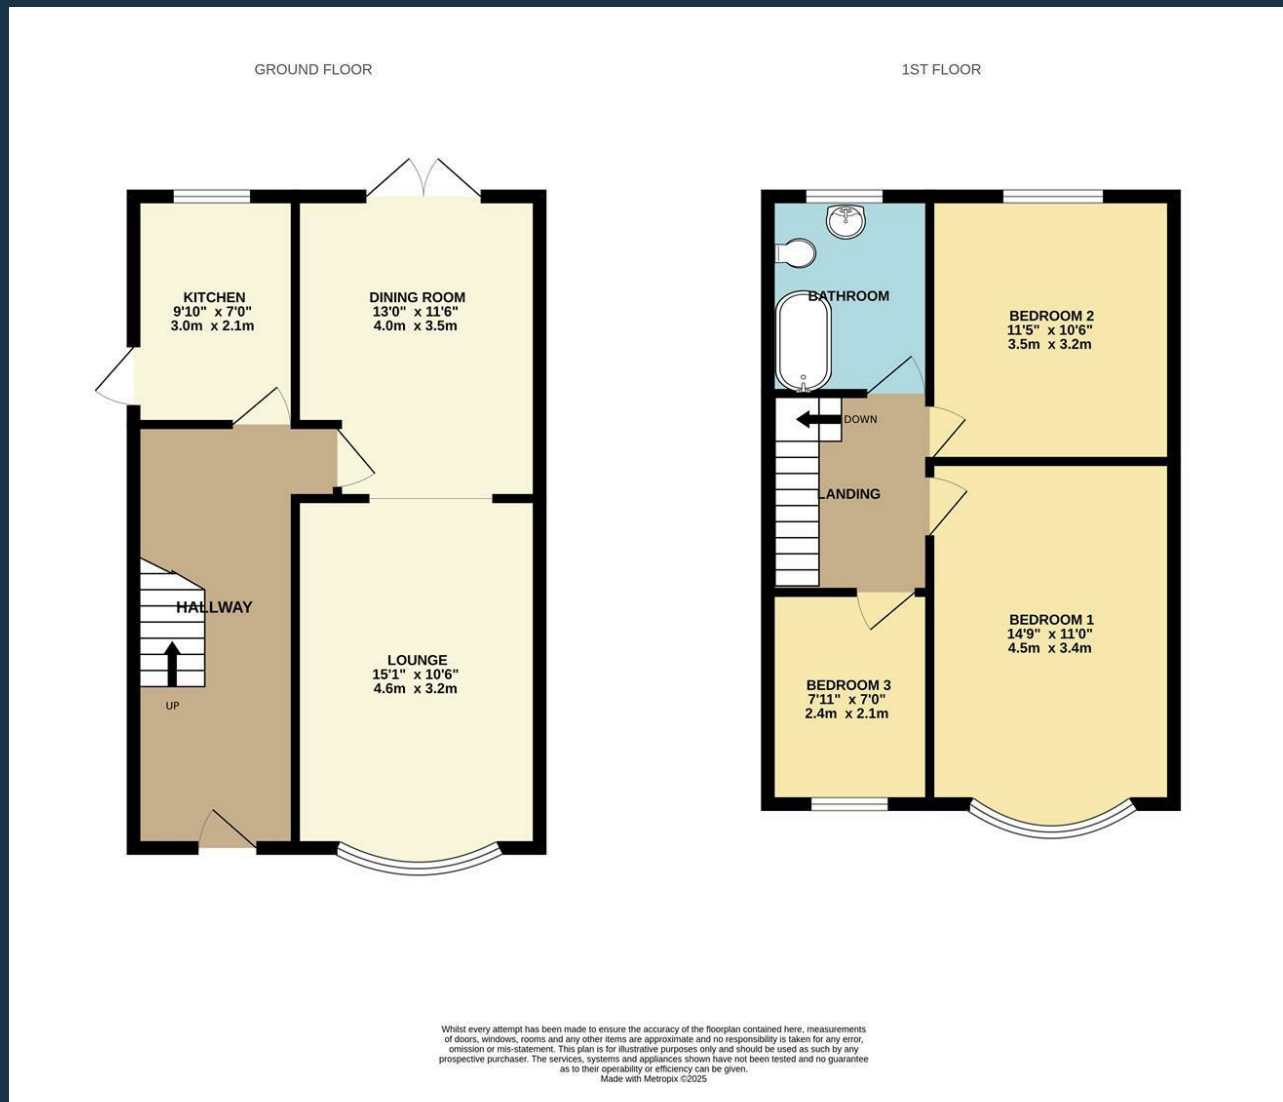 GROUND FLOOR
1ST FLOOR
KITCHEN
9'10" x 7'0"
3.0m x 2.1m
DINING ROOM
13'0" x 11'6"
4.0m x 3.5m
HALLWAY
UP
LOUNGE
15'1" x 10'6"
4.6m x 3.2m
BATHROOM
BEDROOM 2
11'5" x 10'6"
3.5m x 3.2m
DOWN
LANDING
BEDROOM 1
14'9" x 11'0"
4.5m x 3.4m
BEDROOM 3
7'11" x 7'0"
2.4m x 2.1m
Whilst every attempt has been made to ensure the accuracy of the floorplan contained here, measurements
of doors, windows, rooms and any other items are approximate and no responsibility is taken for any error,
omission or mis-statement. This plan is for illustrative purposes only and should be used as such by any
prospective purchaser. The services, systems and appliances shown have not been tested and no guarantee
as to their operability or efficiency can be given.
Made with Metropix ©2025